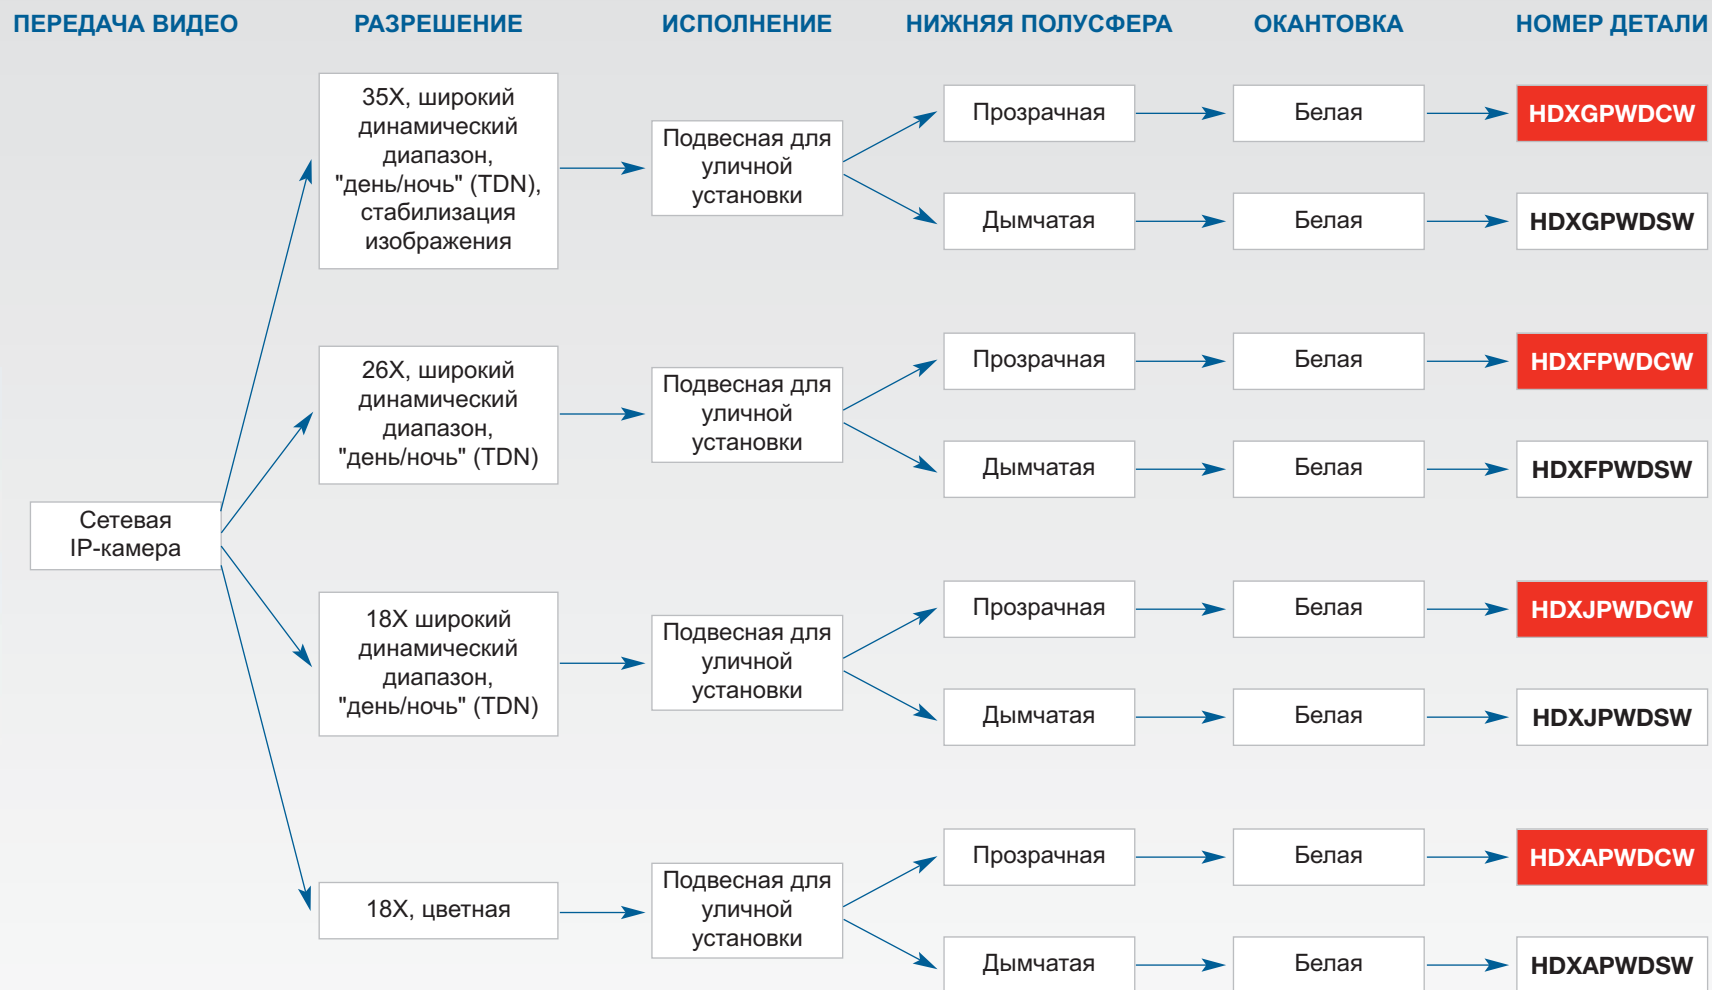 ПЕРЕДАЧА ВИДЕО
РАЗРЕШЕНИЕ
ИСПОЛНЕНИЕ
НИЖНЯЯ ПОЛУСФЕРА
ОКАНТОВКА
НОМЕР ДЕТАЛИ
Сетевая
IP-камера
35X, широкий
динамический
диапазон,
"день/ночь" (TDN),
стабилизация
изображения
Подвесная для
уличной
установки
Прозрачная
Белая
HDXGPWDCW
Дымчатая
Белая
HDXGPWDSW
26X, широкий
динамический
диапазон,
"день/ночь" (TDN)
Подвесная для
уличной
установки
Прозрачная
Белая
HDXFPWDCW
Дымчатая
Белая
HDXFPWDSW
18X широкий
динамический
диапазон,
"день/ночь" (TDN)
Подвесная для
уличной
установки
Прозрачная
Белая
HDXJPWDCW
Дымчатая
Белая
HDXJPWDSW
18X, цветная
Подвесная для
уличной
установки
Прозрачная
Белая
HDXAPWDCW
Дымчатая
Белая
HDXAPWDSW